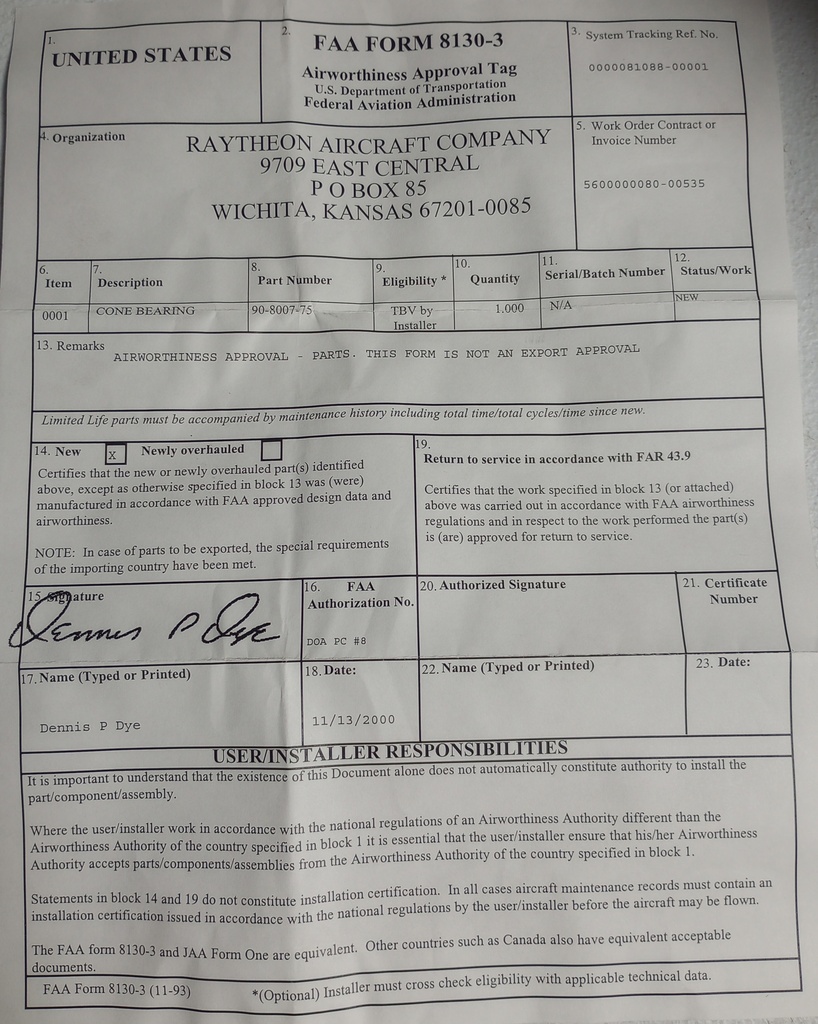 1.
UNITED STATES
2.
FAA FORM 8130-3
Airworthiness Approval Tag
U.S. Department of Transportation
Federal Aviation Administration
3. System Tracking Ref. No.
0000081088-00001
4. Organization
RAYTHEON AIRCRAFT COMPANY
9709 EAST CENTRAL
P O BOX 85
WICHITA, KANSAS 67201-0085
5. Work Order Contract or
Invoice Number
5600000080-00535
6.
Item
7.
Description
8.
Part Number
9.
Eligibility *
10.
Quantity
11.
Serial/Batch Number
12.
Status/Work
0001
CONE BEARING
90-8007-75
TBV by
Installer
1.000
N/A
NEW
13. Remarks
AIRWORTHINESS APPROVAL - PARTS. THIS FORM IS NOT AN EXPORT APPROVAL
Limited Life parts must be accompanied by maintenance history including total time/total cycles/time since new.
14. New X Newly overhauled
Certifies that the new or newly overhauled part(s) identified
above, except as otherwise specified in block 13 was (were)
manufactured in accordance with FAA approved design data and
airworthiness.
NOTE: In case of parts to be exported, the special requirements
of the importing country have been met.
19.
Return to service in accordance with FAR 43.9
Certifies that the work specified in block 13 (or attached)
above was carried out in accordance with FAA airworthiness
regulations and in respect to the work performed the part(s)
is (are) approved for return to service.
15. Signature
Dennis P Dye
16. FAA
Authorization No.
DOA PC #8
20. Authorized Signature
21. Certificate
Number
17. Name (Typed or Printed)
Dennis P Dye
18. Date:
11/13/2000
22. Name (Typed or Printed)
23. Date:
USER/INSTALLER RESPONSIBILITIES
It is important to understand that the existence of this Document alone does not automatically constitute authority to install the
part/component/assembly.
Where the user/installer work in accordance with the national regulations of an Airworthiness Authority different than the
Airworthiness Authority of the country specified in block 1 it is essential that the user/installer ensure that his/her Airworthiness
Authority accepts parts/components/assemblies from the Airworthiness Authority of the country specified in block 1.
Statements in block 14 and 19 do not constitute installation certification. In all cases aircraft maintenance records must contain an
installation certification issued in accordance with the national regulations by the user/installer before the aircraft may be flown.
The FAA form 8130-3 and JAA Form One are equivalent. Other countries such as Canada also have equivalent acceptable
documents.
FAA Form 8130-3 (11-93)
*(Optional) Installer must cross check eligibility with applicable technical data.